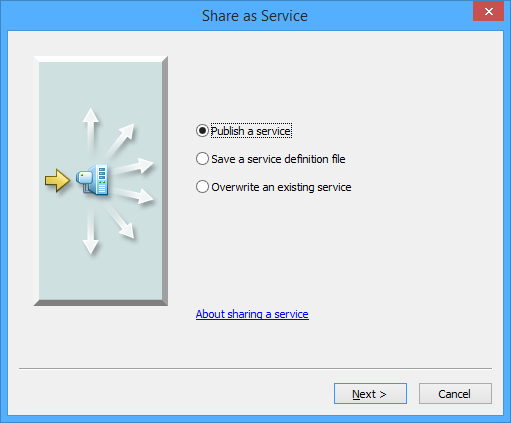 Share as Service
Publish a service
Save a service definition file
Overwrite an existing service
About sharing a service
Next >
Cancel